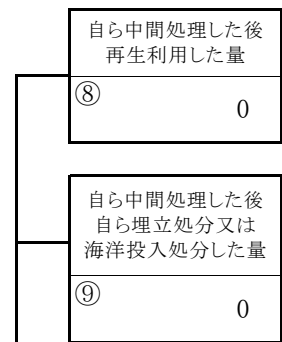 自ら中間処理した後
再生利用した量
⑧
0
自ら中間処理した後
自ら埋立処分又は
海洋投入処分した量
⑨
0